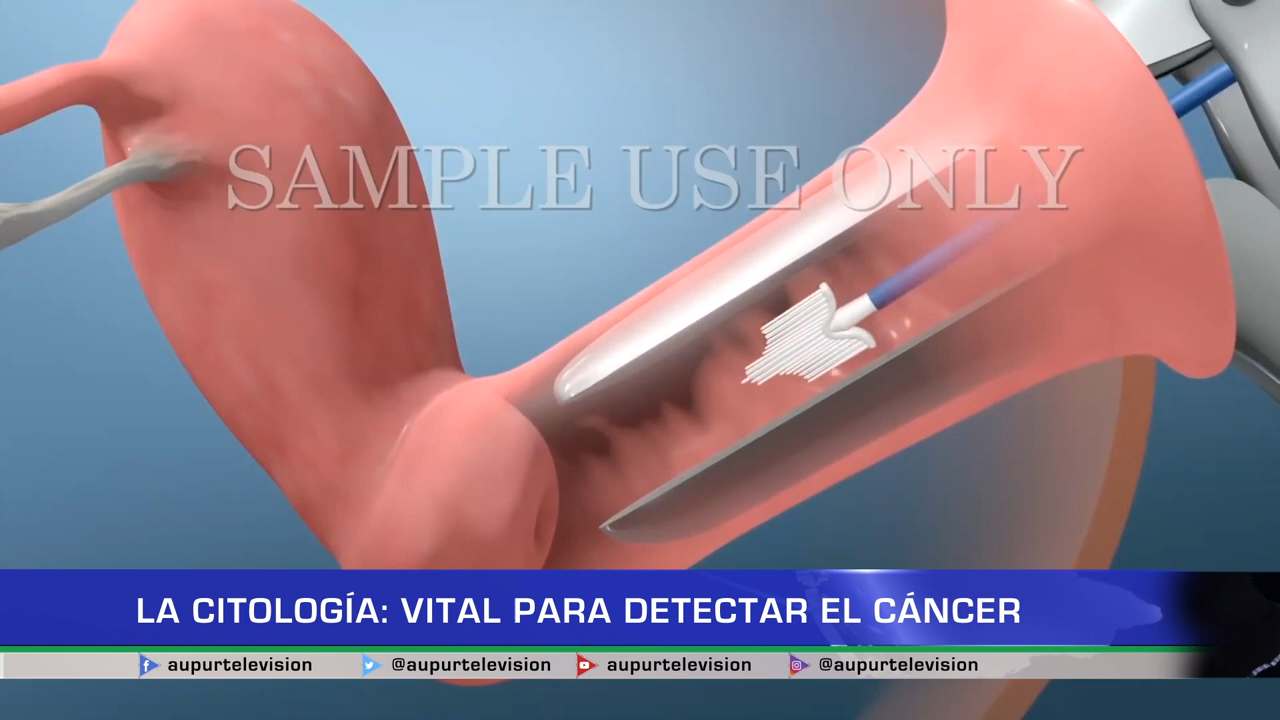 SAMPLE USE ONLY
LA CITOLOGÍA: VITAL PARA DETECTAR EL CÁNCER
aupurtelevision @aupurtelevision aupurtelevision @aupurtelevision